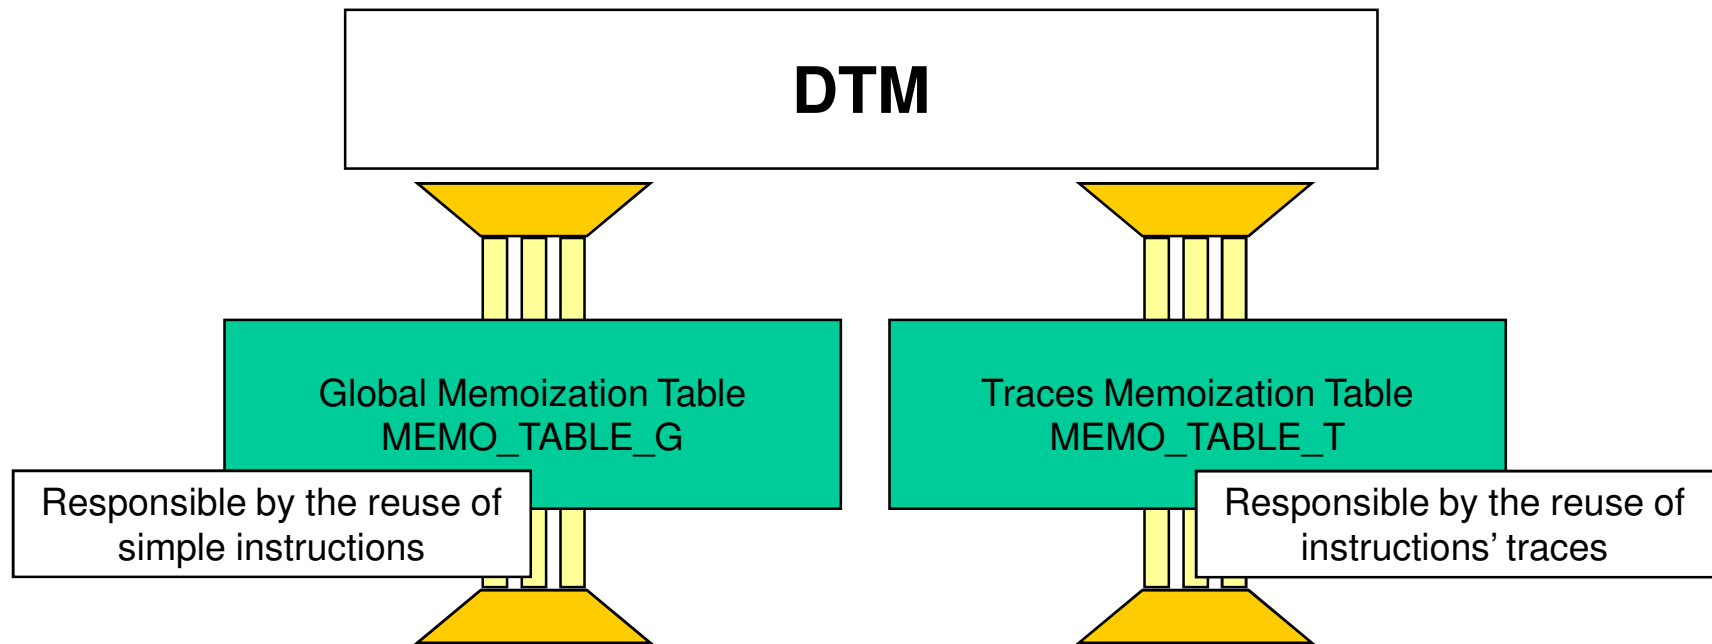 DTM
Global Memoization Table
MEMO_TABLE_G
Traces Memoization Table
MEMO_TABLE_T
Responsible by the reuse of
simple instructions
Responsible by the reuse of
instructions’ traces